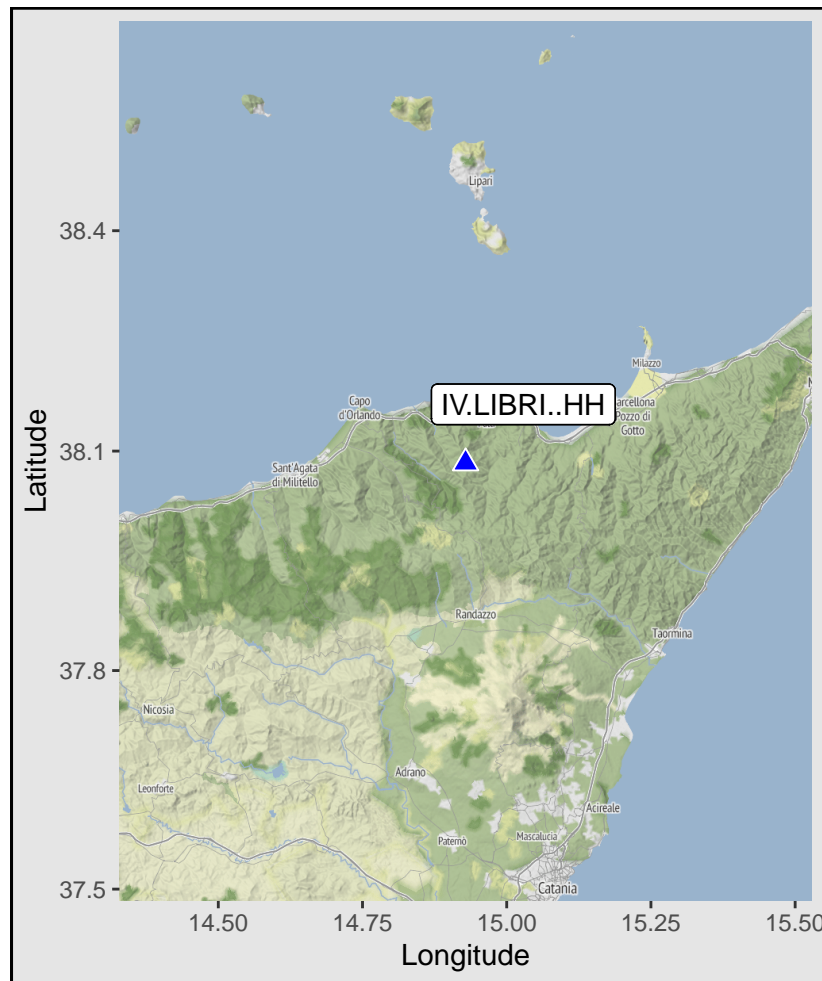 Lipari
38.4
Milazzo
IV.LIBRI..HH
Capo
d'Orlando
arcellona
Pozzo di
Gotto
38.1
Latitude
Sant'Agata
di Militello
Randazzo
Taormina
37.8
Nicosia
Adrano
Leonforte
Acireale
Mascalucia
Paternò
37.5
Catania
14.50
14.75
15.00
15.25
15.50
Longitude